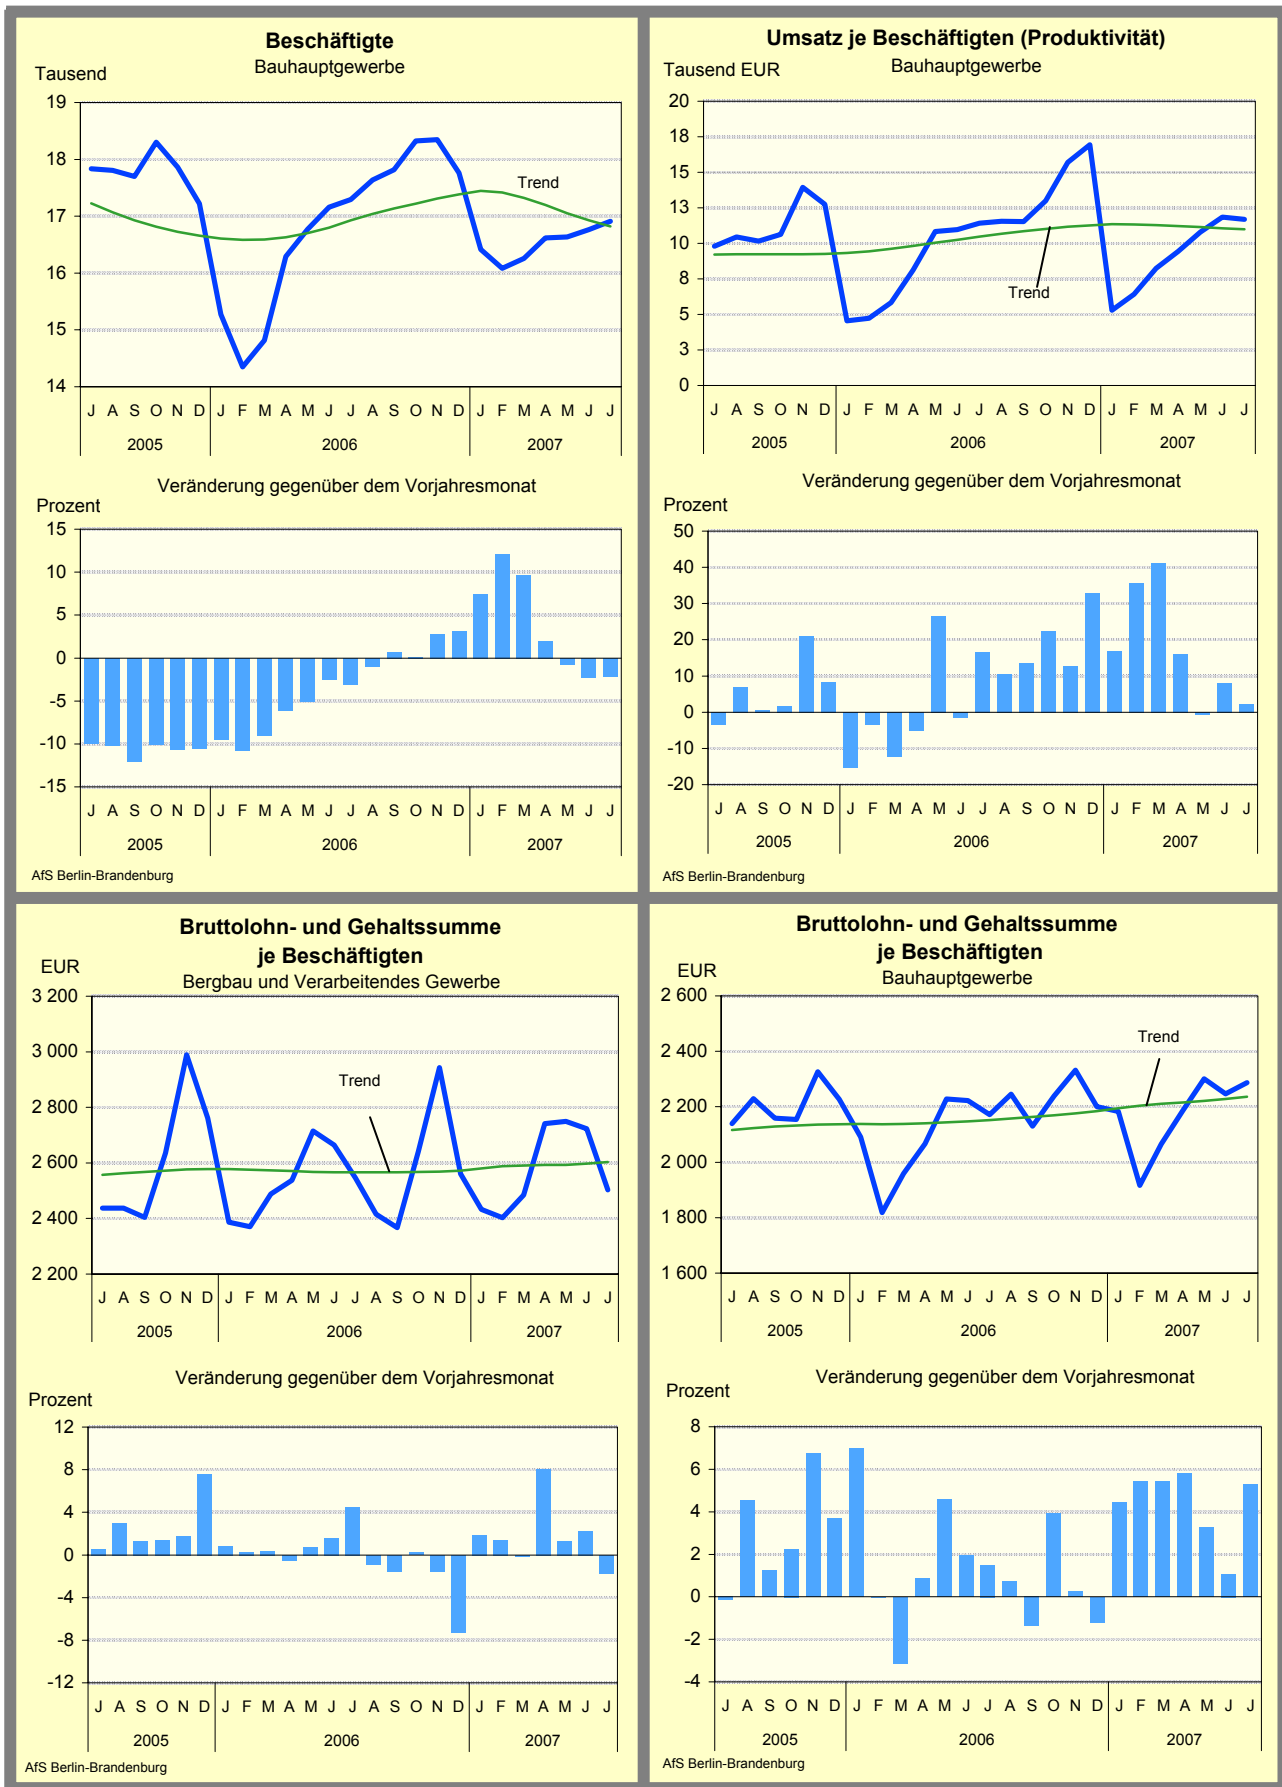 Beschäftigte
Bauhauptgewerbe
Tausend
19
18
17
16
15
14
Trend
J A S O N D J F M A M J J A S O N D J F M A M J J
2005 2006 2007
Veränderung gegenüber dem Vorjahresmonat
Prozent
15
10
5
0
-5
-10
-15
J A S O N D J F M A M J J A S O N D J F M A M J J
2005 2006 2007
AfS Berlin-Brandenburg
Umsatz je Beschäftigten (Produktivität)
Bauhauptgewerbe
Tausend EUR
20
18
15
13
10
8
5
3
0
Trend
J A S O N D J F M A M J J A S O N D J F M A M J J
2005 2006 2007
Veränderung gegenüber dem Vorjahresmonat
Prozent
50
40
30
20
10
0
-10
-20
J A S O N D J F M A M J J A S O N D J F M A M J J
2005 2006 2007
AfS Berlin-Brandenburg
Bruttolohn- und Gehaltssumme
je Beschäftigten
EUR
Bergbau und Verarbeitendes Gewerbe
3 200
3 000
2 800
2 600
2 400
2 200
Trend
J A S O N D J F M A M J J A S O N D J F M A M J J
2005 2006 2007
Veränderung gegenüber dem Vorjahresmonat
Prozent
12
8
4
0
-4
-8
-12
J A S O N D J F M A M J J A S O N D J F M A M J J
2005 2006 2007
AfS Berlin-Brandenburg
Bruttolohn- und Gehaltssumme
je Beschäftigten
EUR
Bauhauptgewerbe
2 600
2 400
2 200
2 000
1 800
1 600
Trend
J A S O N D J F M A M J J A S O N D J F M A M J J
2005 2006 2007
Veränderung gegenüber dem Vorjahresmonat
Prozent
8
6
4
2
0
-2
-4
J A S O N D J F M A M J J A S O N D J F M A M J J
2005 2006 2007
AfS Berlin-Brandenburg